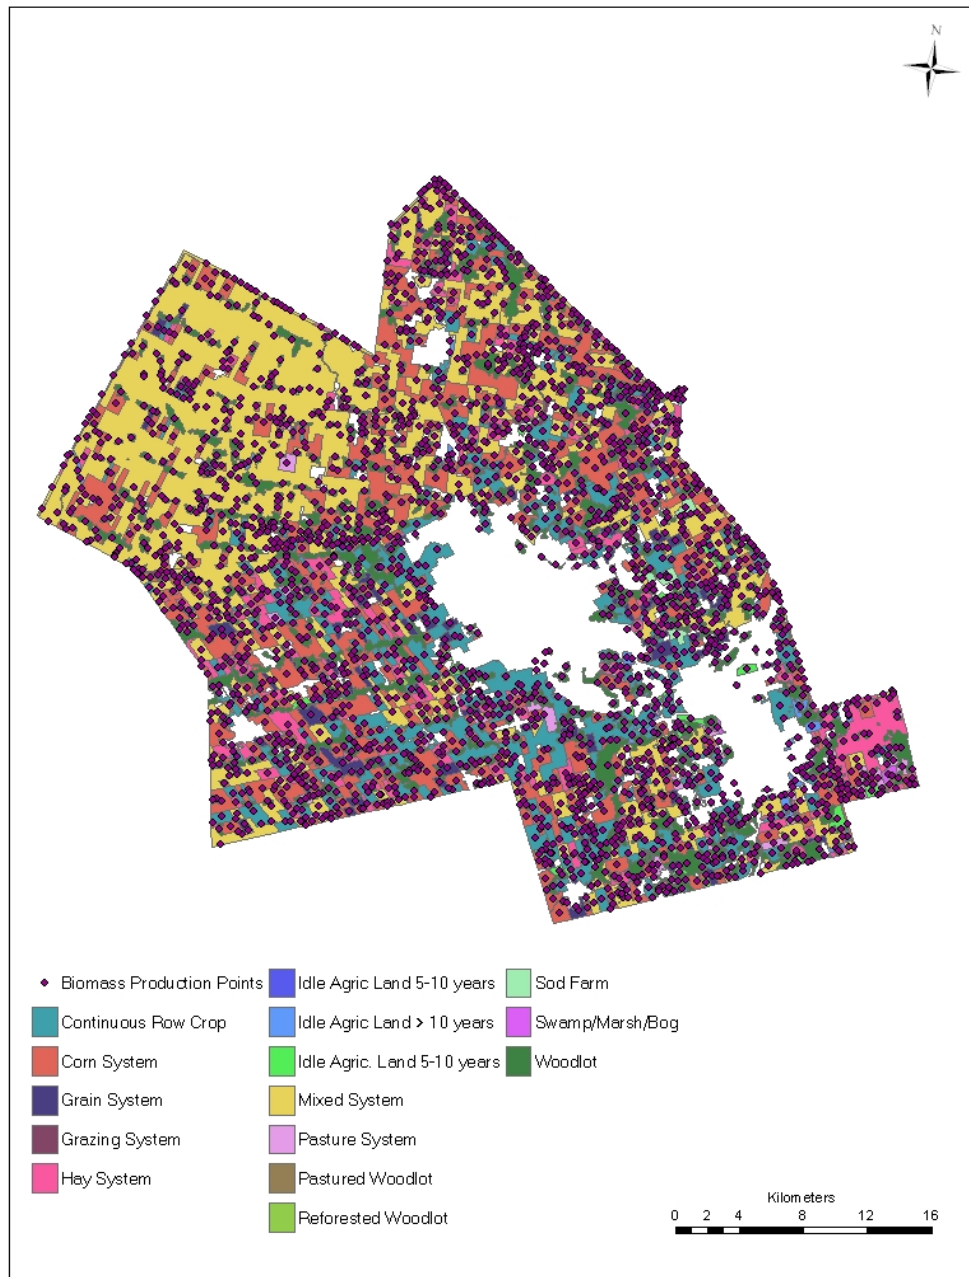 N
Biomass Production Points
Continuous Row Crop
Corn System
Grain System
Grazing System
Hay System
Idle Agric Land 5-10 years
Idle Agric Land > 10 years
Idle Agric. Land 5-10 years
Mixed System
Pasture System
Pastured Woodlot
Reforested Woodlot
Sod Farm
Swamp/Marsh/Bog
Woodlot
Kilometers
0 2 4 8 12 16